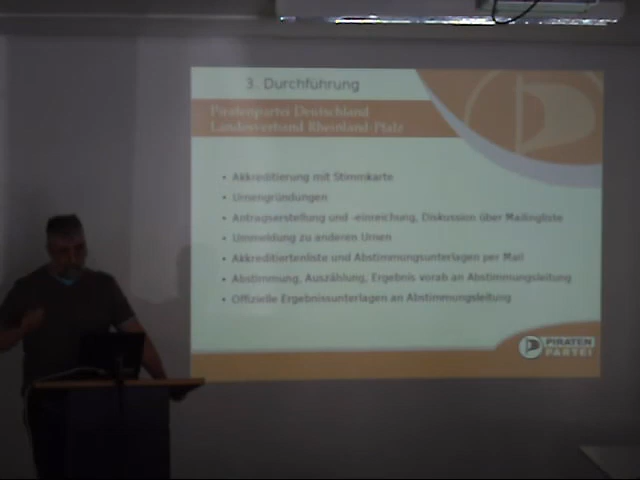 3. Durchführung
Piratenpartei Deutschland
Landesverband Rheinland-Pfalz
• Akkreditierung mit Stimmkarte
• Urnengründungen
• Antragserstellung und -einreichung, Diskussion über Mailingliste
• Ummeldung zu anderen Urnen
• Akkreditiertenliste und Abstimmungsunterlagen per Mail
• Abstimmung, Auszählung, Ergebnis vorab an Abstimmungsleitung
• Offizielle Ergebnisunterlagen an Abstimmungsleitung
PIRATEN
PARTEI